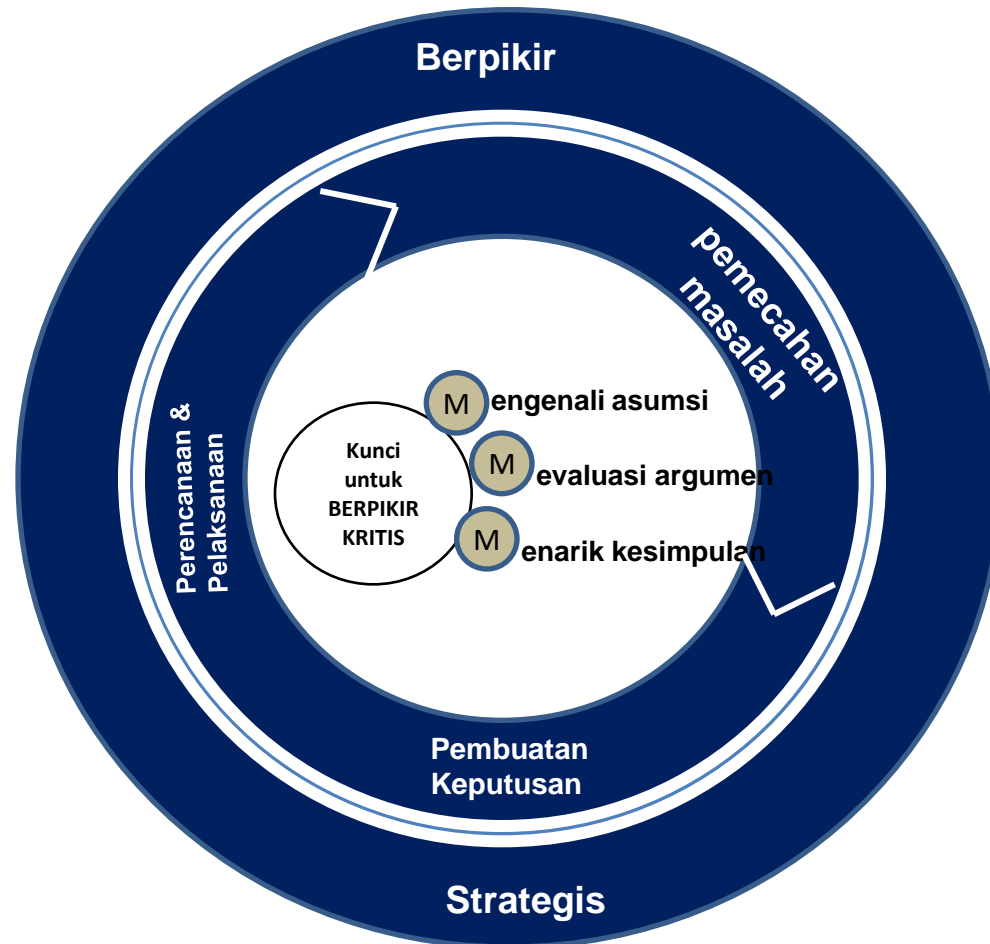 Berpikir
pemecahan
masalah
M engenali asumsi
M evaluasi argumen
M enarik kesimpulan
Kunci
untuk
BERPIKIR
KRITIS
Perencanaan &
Pelaksanaan
Pembuatan
Keputusan
Strategis